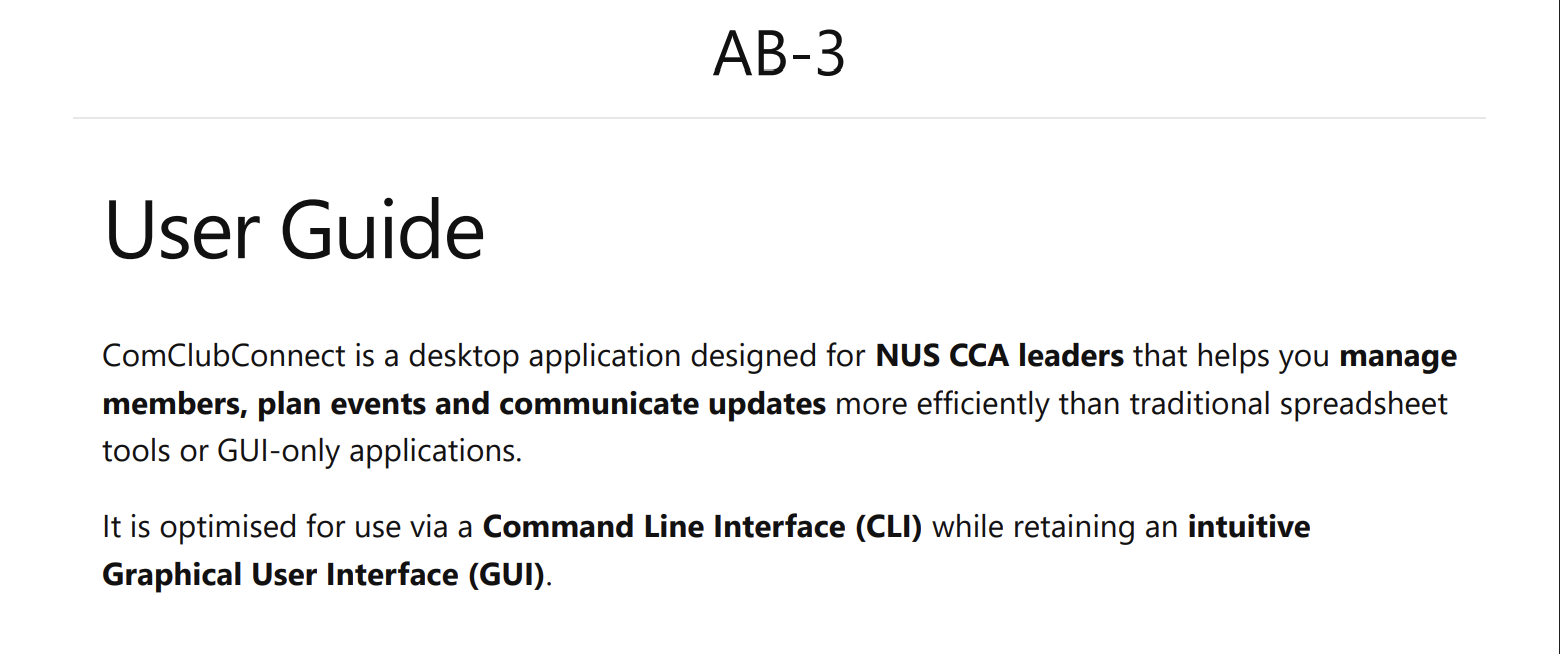 AB-3
User Guide
ComClubConnect is a desktop application designed for NUS CCA leaders that helps you manage
members, plan events and communicate updates more efficiently than traditional spreadsheet
tools or GUI-only applications.
It is optimised for use via a Command Line Interface (CLI) while retaining an intuitive
Graphical User Interface (GUI).